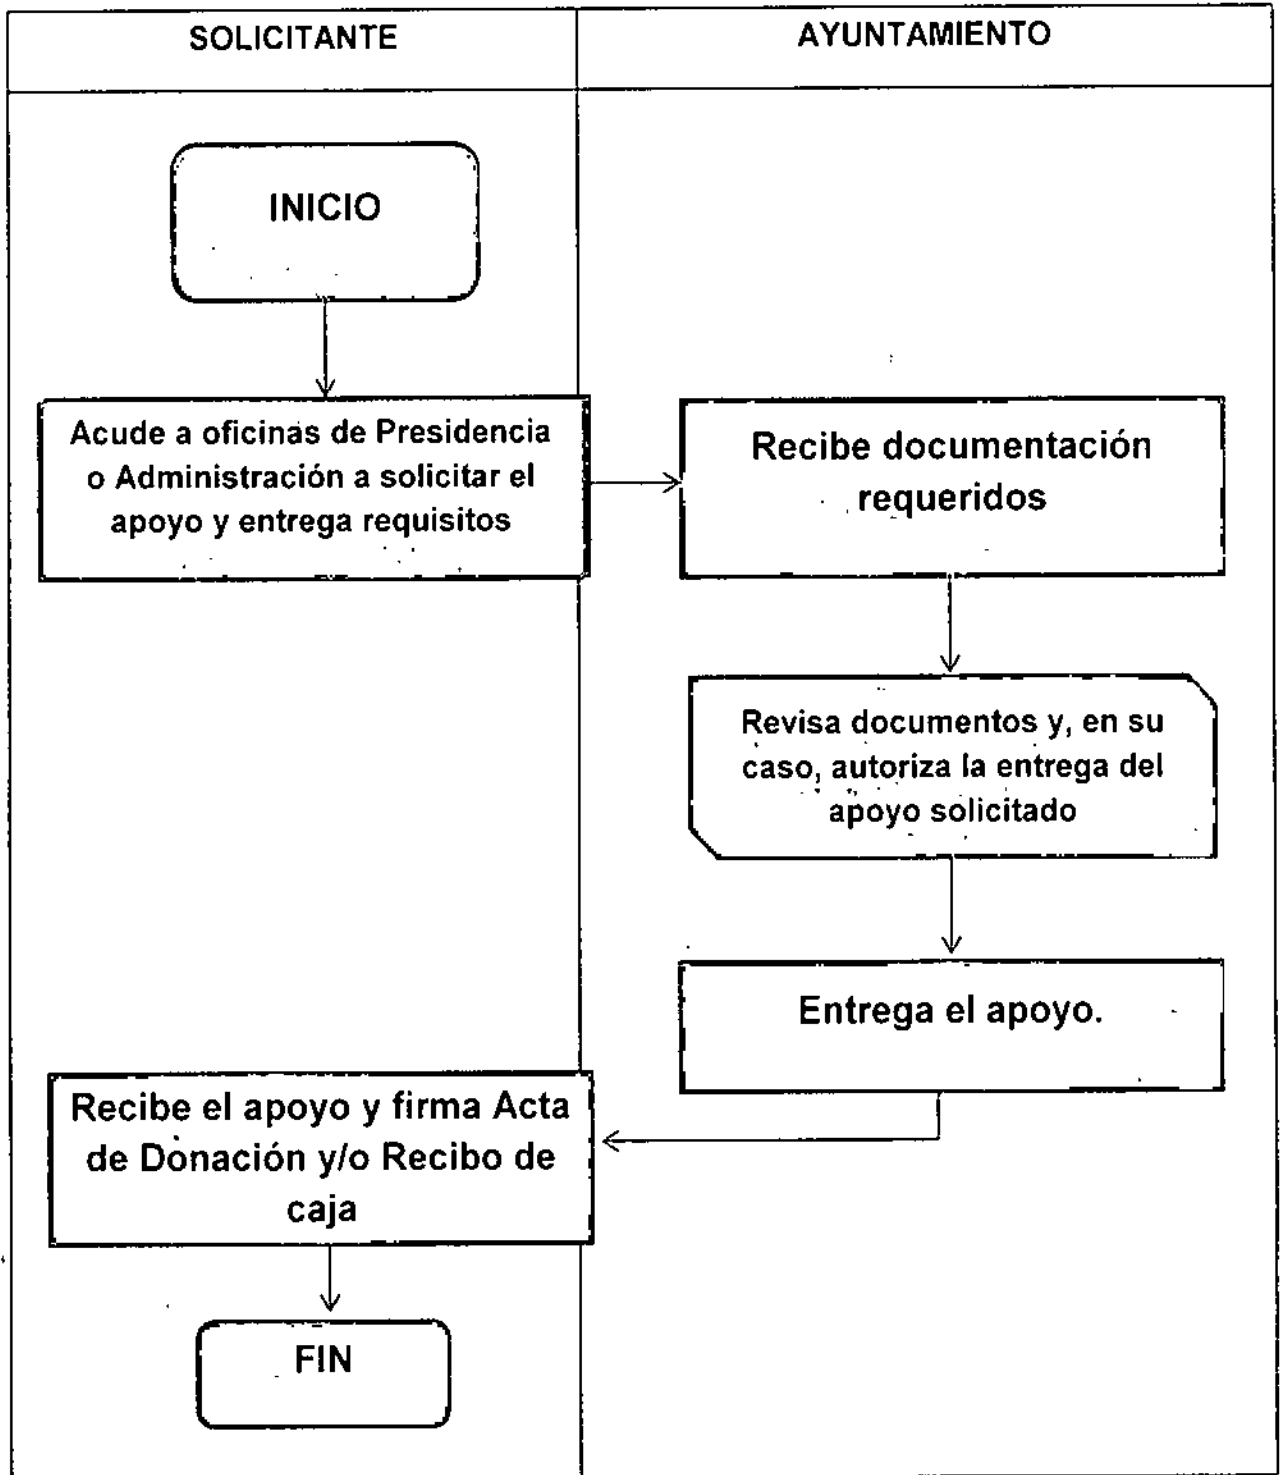 SOLICITANTE
AYUNTAMIENTO
INICIO
Acude a oficinas de Presidencia
o Administración a solicitar el
apoyo y entrega requisitos
Recibe documentación
requeridos
Revisa documentos y, en su
caso, autoriza la entrega del
apoyo solicitado
Entrega el apoyo.
Recibe el apoyo y firma Acta
de Donación y/o Recibo de
caja
FIN